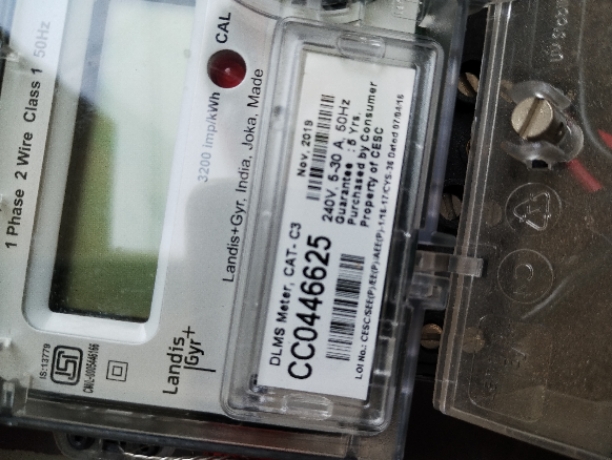 1 Phase 2 Wire Class 1 50Hz
CAL
3200 Imp/kWh
Landis+Gyr, India, Joka, Made
IS:13779
Landis
Gyr+
Nov, 2019
DLMS Meter, CAT-C3
240V, 5-30 A, 50Hz
CC0446625
Guarantee : 5 Yrs.
Purchased by Consumer
Property of CESC